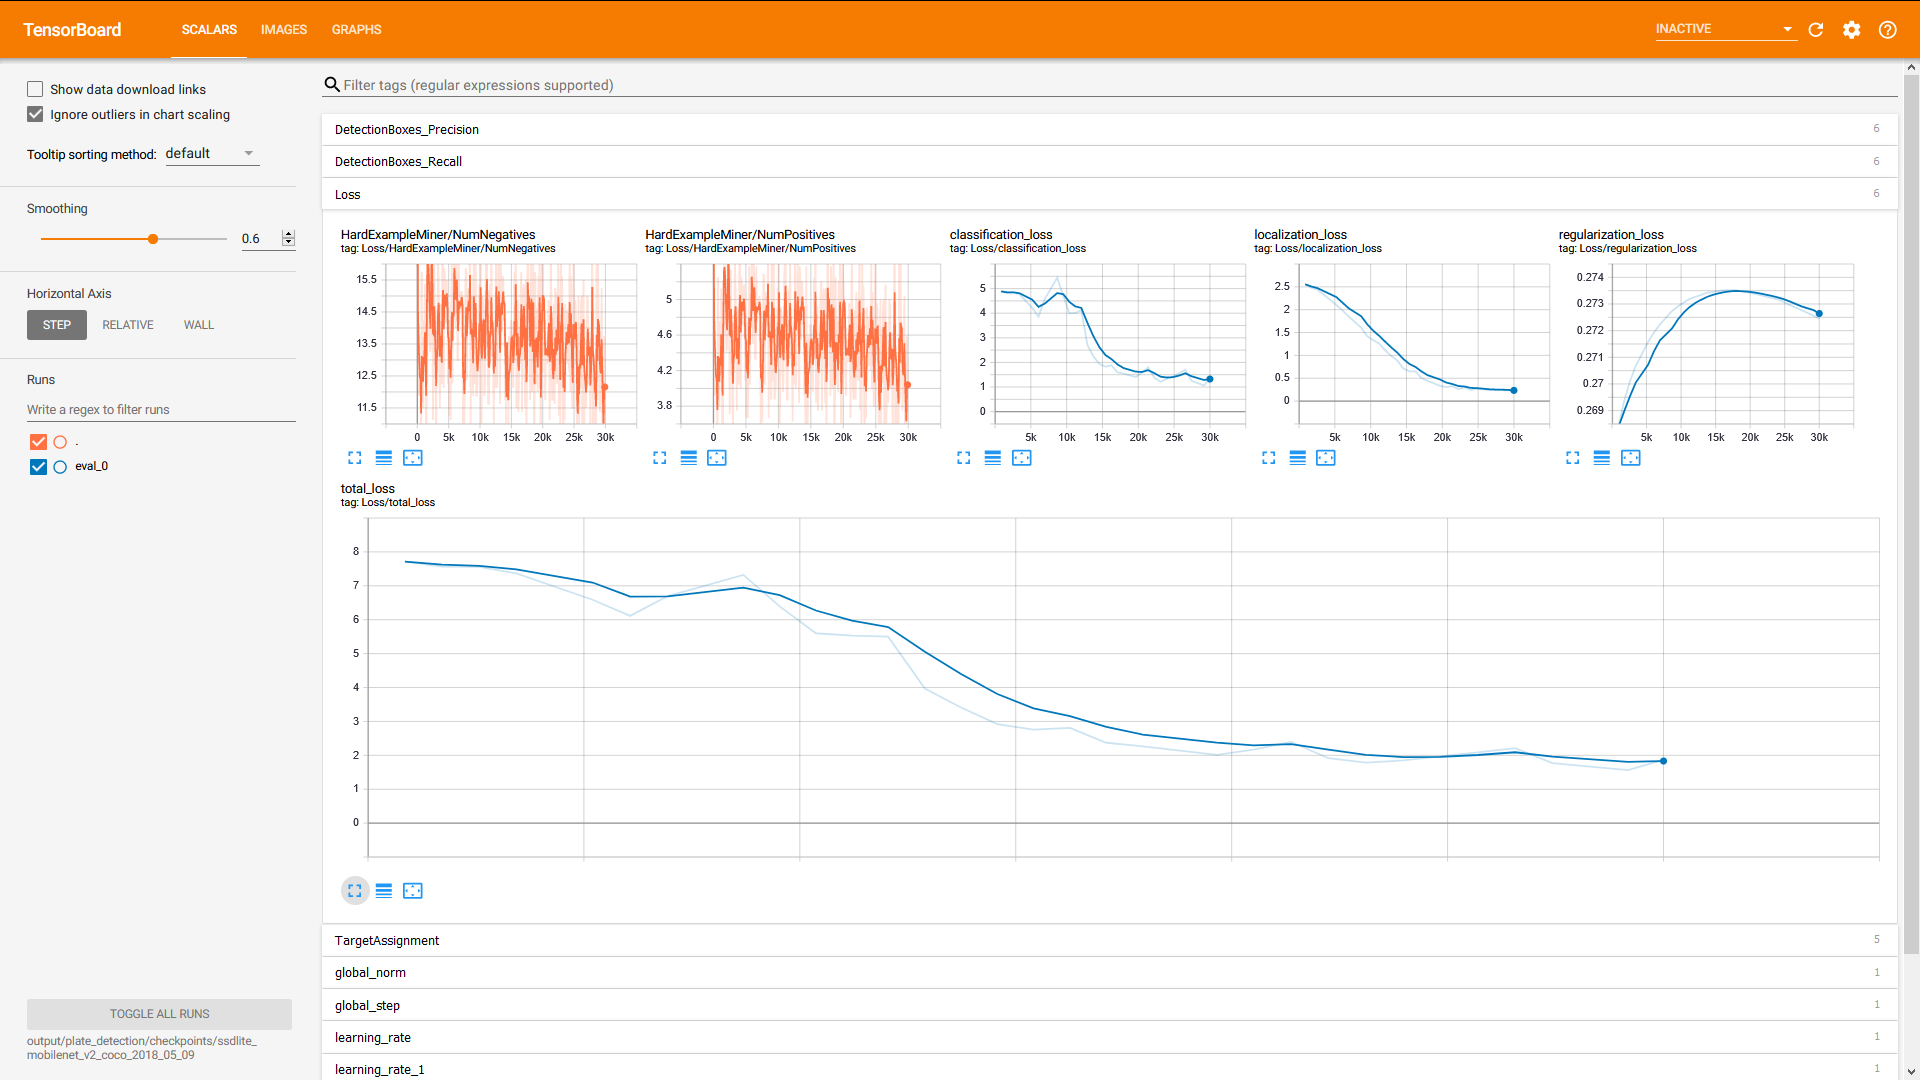 TensorBoard SCALARS IMAGES GRAPHS INACTIVE
Show data download links
Ignore outliers in chart scaling
Tooltip sorting method: default
Smoothing
0.6
Horizontal Axis
STEP RELATIVE WALL
Runs
Write a regex to filter runs
.
eval_0
TOGGLE ALL RUNS
output/plate_detection/checkpoints/ssdlite_
mobilenet_v2_coco_2018_05_09
Filter tags (regular expressions supported)
DetectionBoxes_Precision 6
DetectionBoxes_Recall 6
Loss 6
HardExampleMiner/NumNegatives
tag: Loss/HardExampleMiner/NumNegatives
15.5
14.5
13.5
12.5
11.5
0 5k 10k 15k 20k 25k 30k
HardExampleMiner/NumPositives
tag: Loss/HardExampleMiner/NumPositives
5
4.6
4.2
3.8
0 5k 10k 15k 20k 25k 30k
classification_loss
tag: Loss/classification_loss
5
4
3
2
1
0
5k 10k 15k 20k 25k 30k
localization_loss
tag: Loss/localization_loss
2.5
2
1.5
1
0.5
0
5k 10k 15k 20k 25k 30k
regularization_loss
tag: Loss/regularization_loss
0.274
0.273
0.272
0.271
0.27
0.269
5k 10k 15k 20k 25k 30k
total_loss
tag: Loss/total_loss
8
7
6
5
4
3
2
1
0
TargetAssignment 5
global_norm 1
global_step 1
learning_rate 1
learning_rate_1 1